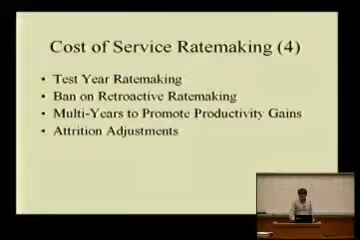 Cost of Service Ratemaking (4)
• Test Year Ratemaking
• Ban on Retroactive Ratemaking
• Multi-Years to Promote Productivity Gains
• Attrition Adjustments